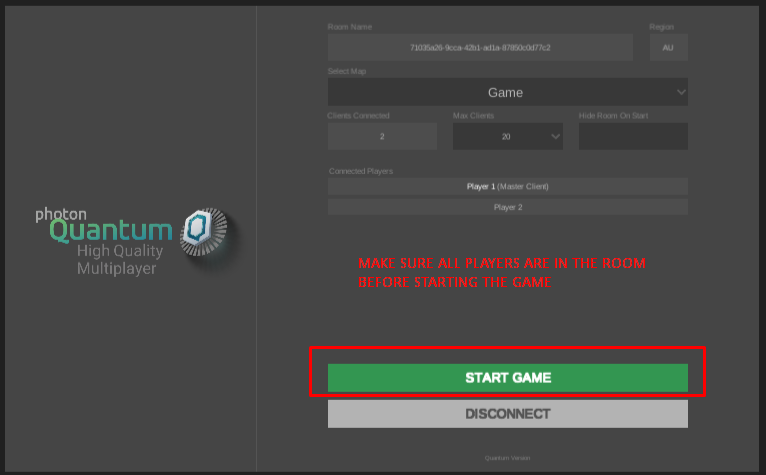 Room Name
Region
71035a26-9cca-42b1-ad1a-87850c0d77c2
AU
Select Map
Game
Clients Connected
Max Clients
Hide Room On Start
2
20
Connected Players
Player 1 (Master Client)
Player 2
photon
Quantum
High Quality
Multiplayer
MAKE SURE ALL PLAYERS ARE IN THE ROOM
BEFORE STARTING THE GAME
START GAME
DISCONNECT
Quantum Version